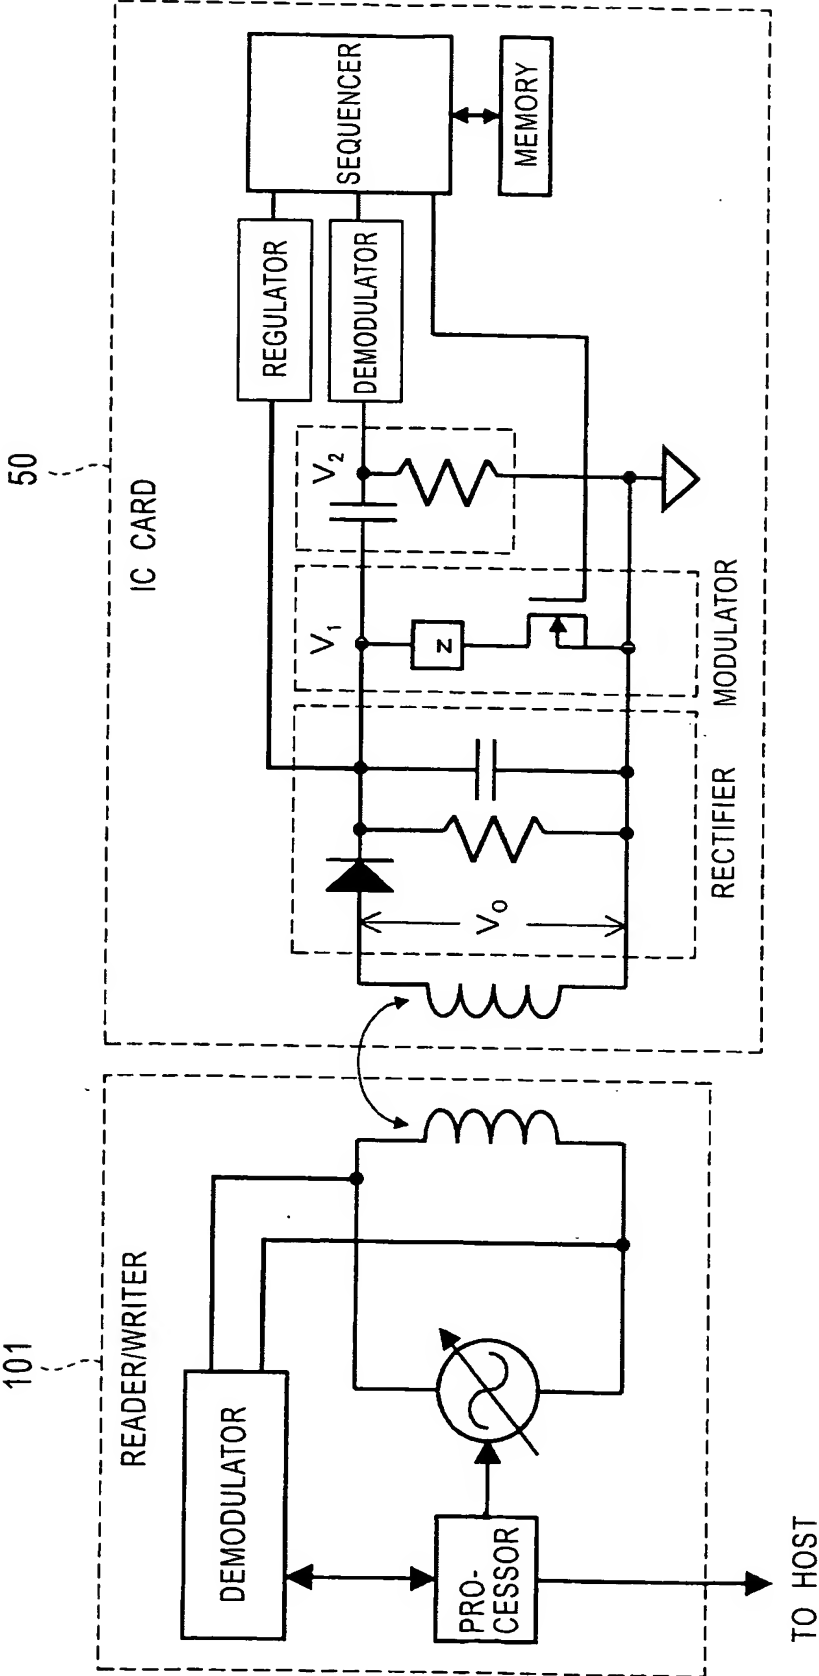 101
READER/WRITER
DEMODULATOR
PRO-
CESSOR
TO HOST
50
IC CARD
V0
RECTIFIER
V1
Z
MODULATOR
V2
REGULATOR
DEMODULATOR
SEQUENCER
MEMORY